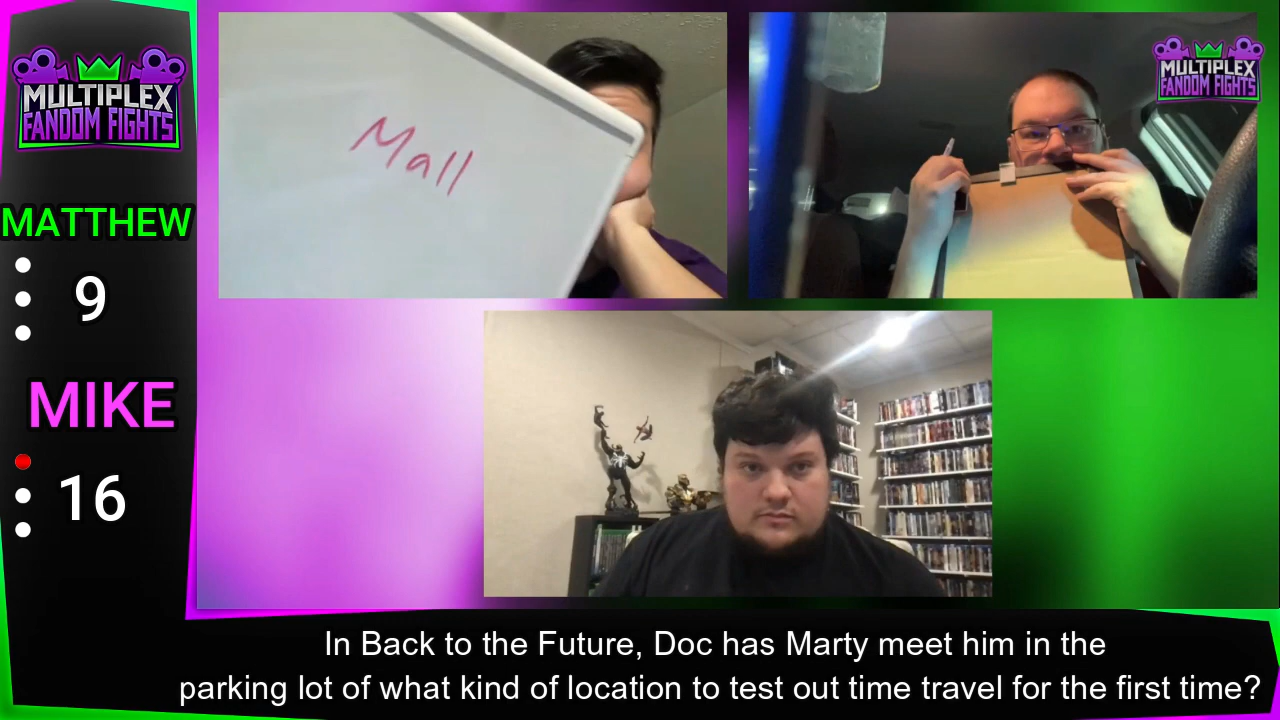 MULTIPLEX
FANDOM FIGHTS
MATTHEW
9
MIKE
16
Mall
MULTIPLEX
FANDOM FIGHTS
In Back to the Future, Doc has Marty meet him in the
parking lot of what kind of location to test out time travel for the first time?